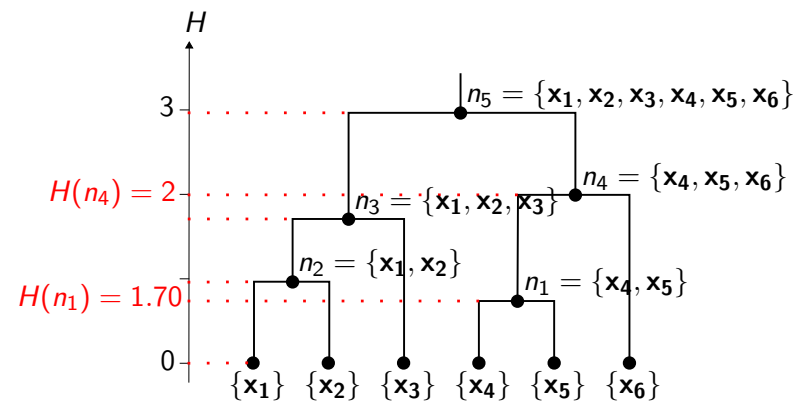 H
n₅ = {x₁, x₂, x₃, x₄, x₅, x₆}
3
H(n₄) = 2
n₄ = {x₄, x₅, x₆}
n₃ = {x₁, x₂, x₃}
n₂ = {x₁, x₂}
H(n₁) = 1.70
n₁ = {x₄, x₅}
0
{x₁} {x₂} {x₃} {x₄} {x₅} {x₆}